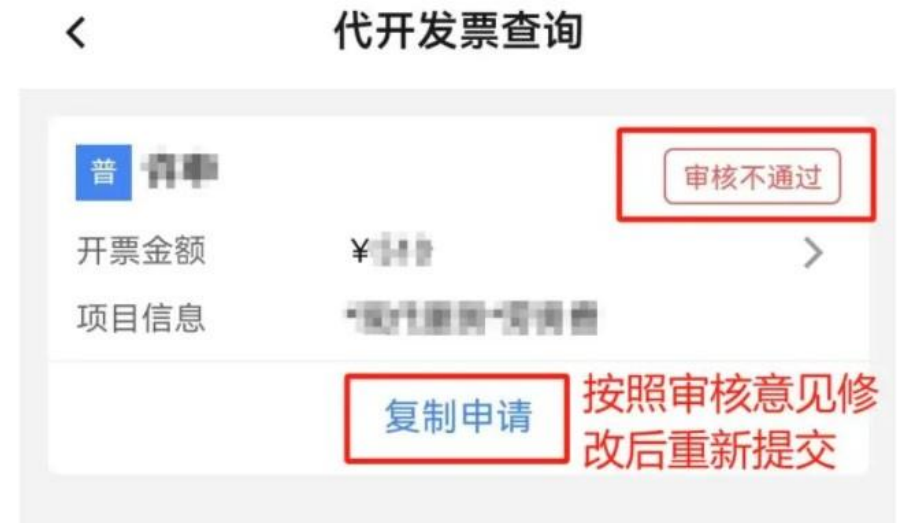 代开发票查询
普
审核不通过
开票金额 ¥
项目信息
复制申请
按照审核意见修
改后重新提交